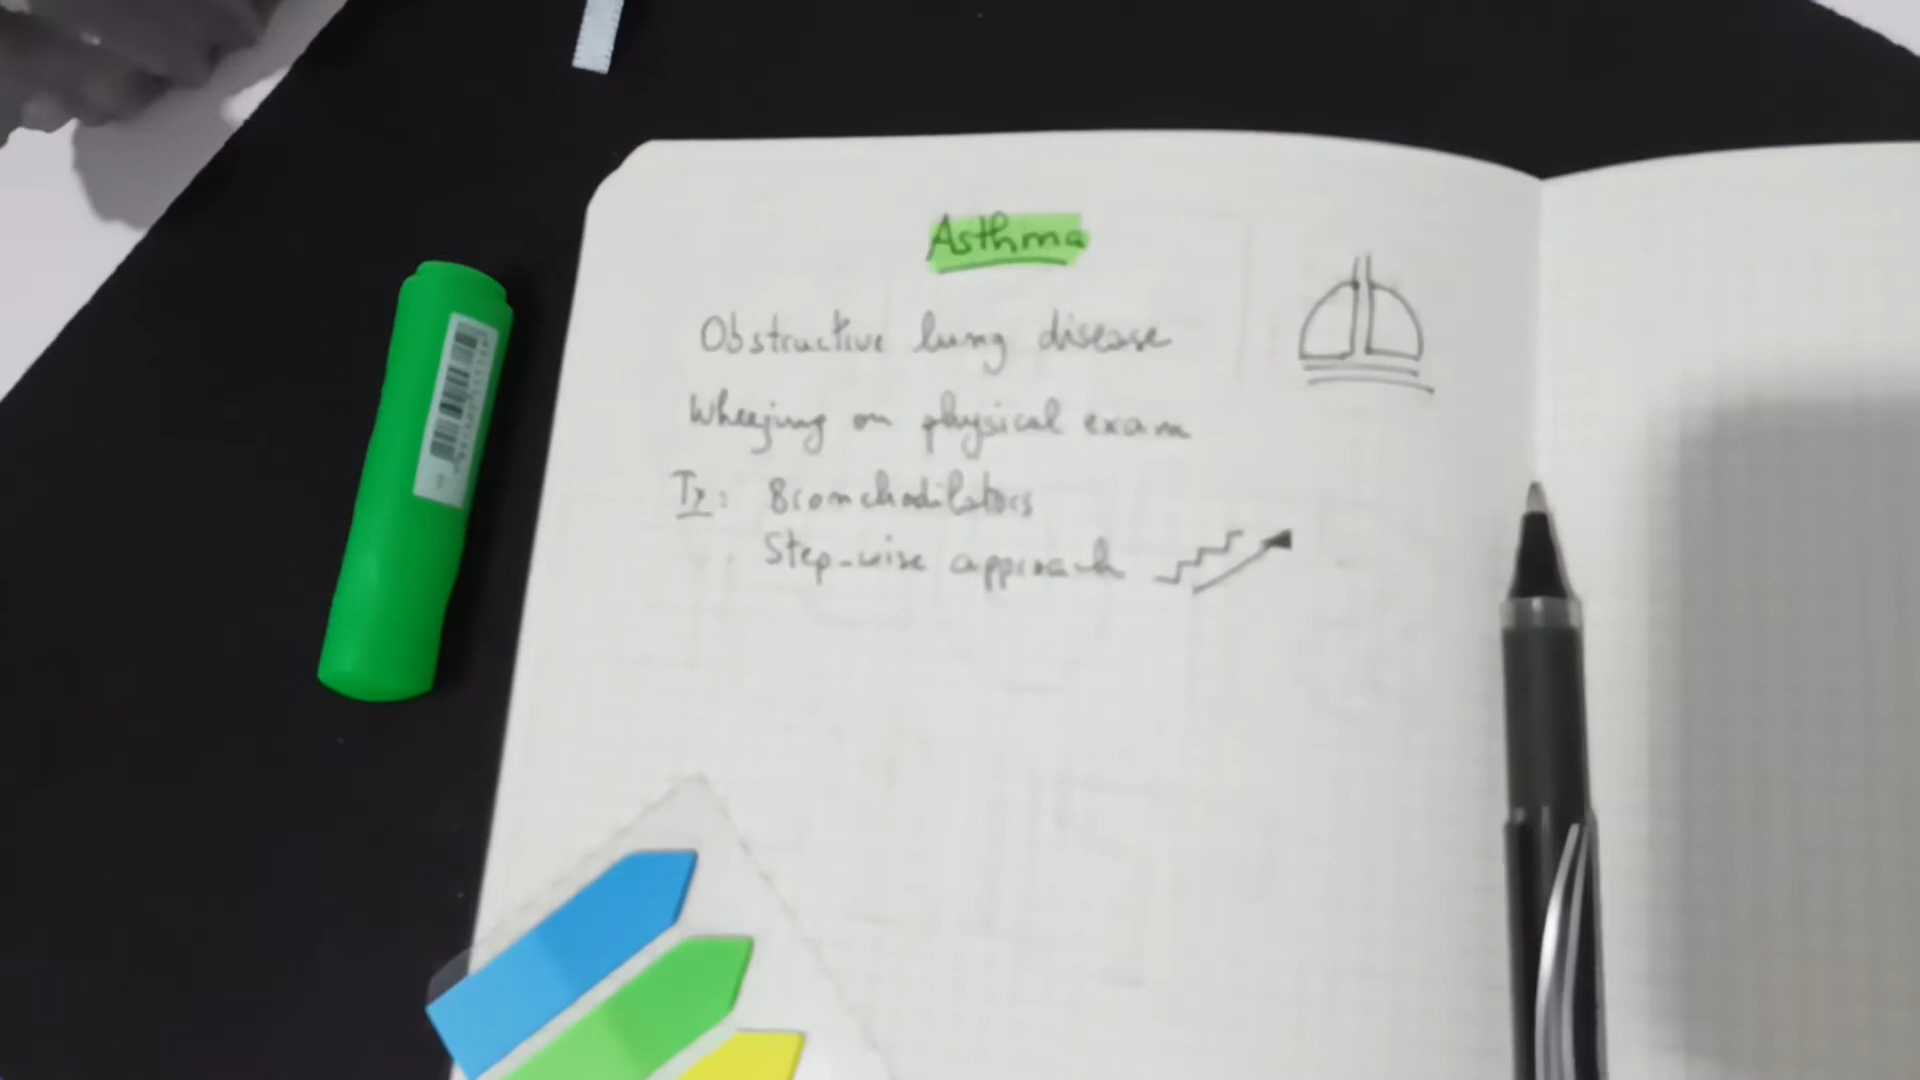 Asthma
Obstructive lung disease
Wheezing on physical exam
Tx: Bronchodilators
Step-wise approach